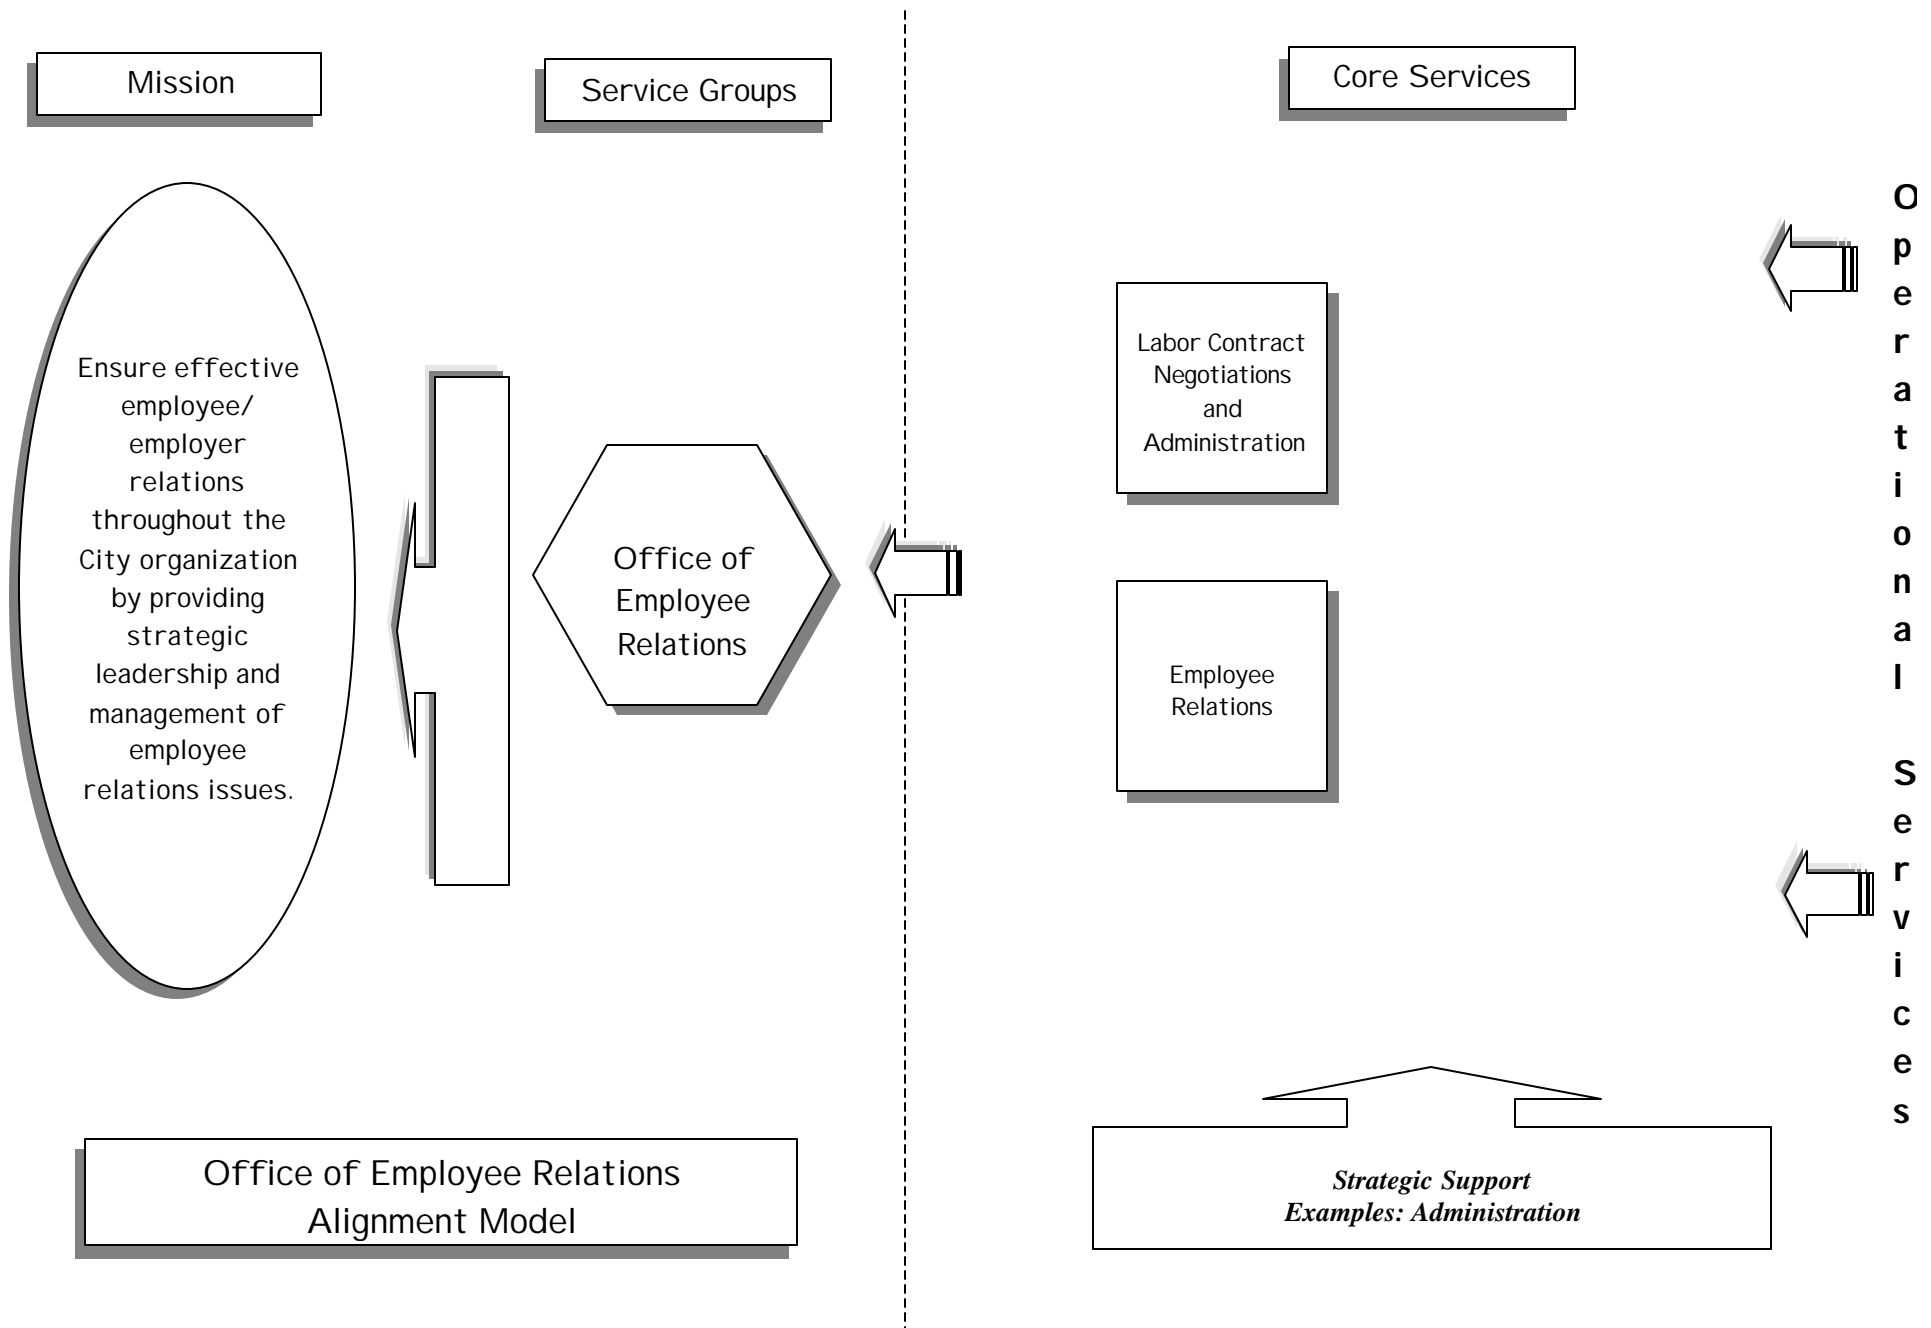 Mission
Service Groups
Core Services
Ensure effective
employee/
employer
relations
throughout the
City organization
by providing
strategic
leadership and
management of
employee
relations issues.
Office of
Employee
Relations
Labor Contract
Negotiations
and
Administration
Employee
Relations
O
p
e
r
a
t
i
o
n
a
l
S
e
r
v
i
c
e
s
Office of Employee Relations
Alignment Model
Strategic Support
Examples: Administration